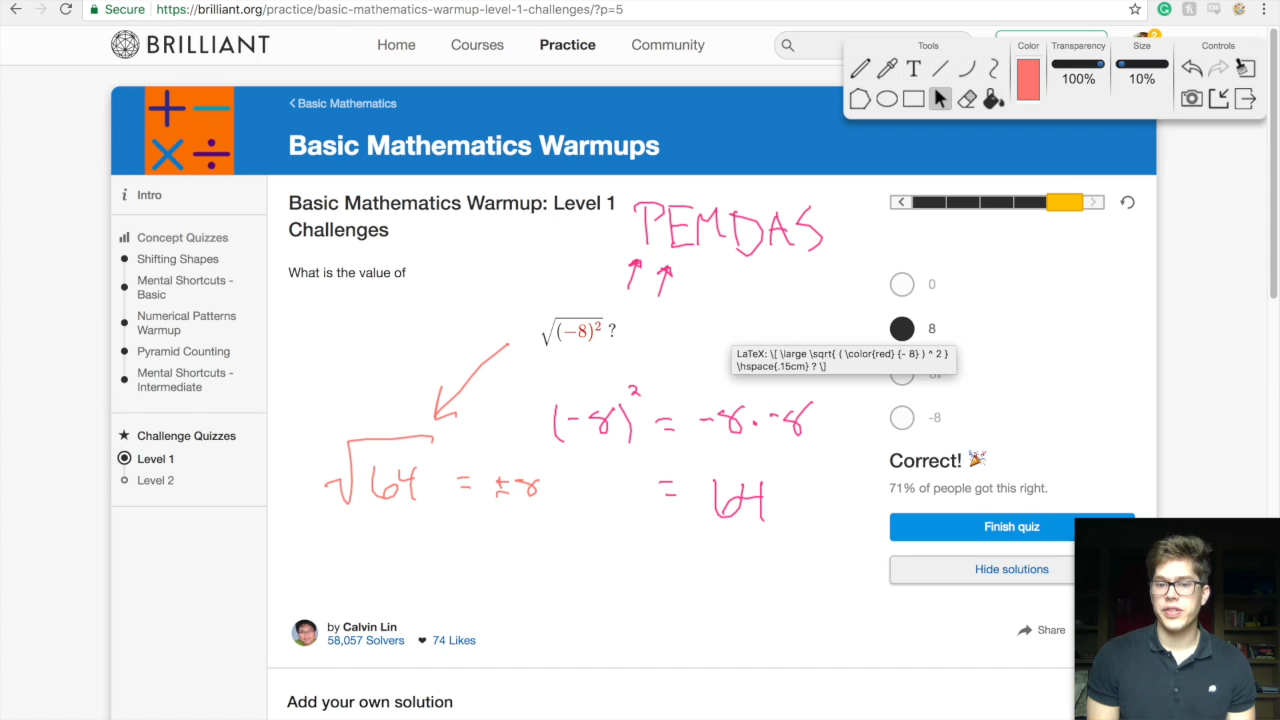 Secure https://brilliant.org/practice/basic-mathematics-warmup-level-1-challenges/?p=5
BRILLIANT Home Courses Practice Community
Tools Color Transparency Size Controls
T
100% 10%
2
Basic Mathematics
Basic Mathematics Warmups
i Intro
Concept Quizzes
Shifting Shapes
Mental Shortcuts -
Basic
Numerical Patterns
Warmup
Pyramid Counting
Mental Shortcuts -
Intermediate
Challenge Quizzes
Level 1
Level 2
Basic Mathematics Warmup: Level 1
Challenges
PEMDAS
What is the value of
√(−8)² ?
(-8)² = -8 · -8
= 64
√64 = ±8
0
8
LaTeX: \[ \large \sqrt{ ( \color{red} {- 8} ) ^ 2 }
\hspace{.15cm} ? \]
-8
Correct! 🎉
71% of people got this right.
Finish quiz
Hide solutions
by Calvin Lin
58,057 Solvers ♥ 74 Likes
Share
Add your own solution